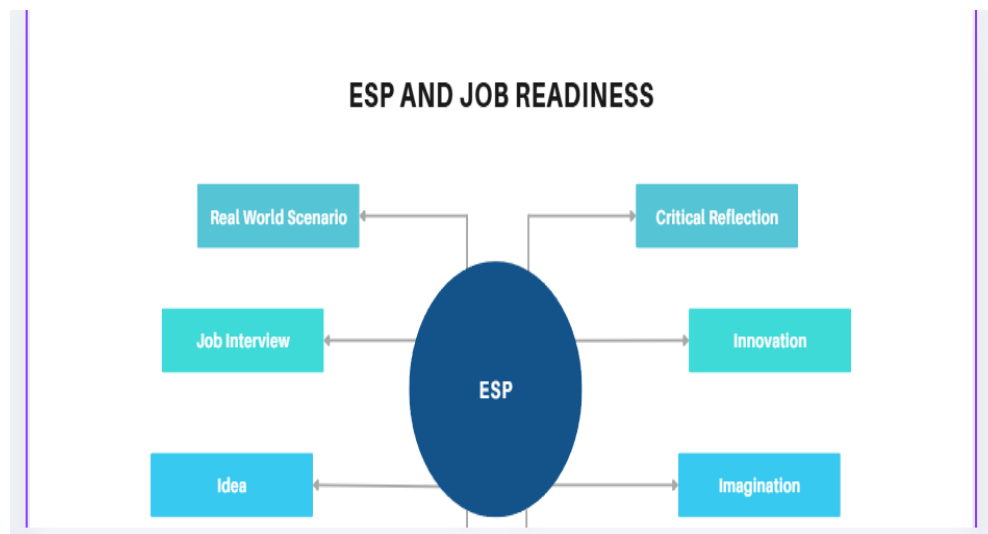 ESP AND JOB READINESS
Real World Scenario
Critical Reflection
Job Interview
Innovation
ESP
Idea
Imagination